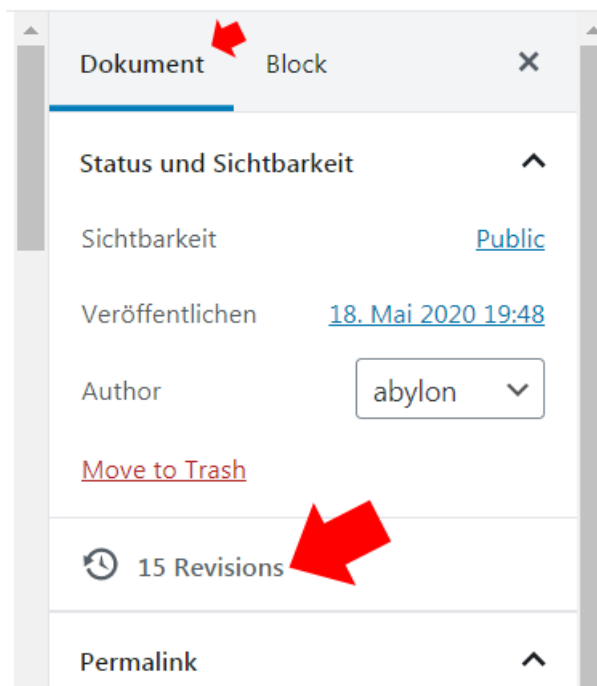 Dokument Block
Status und Sichtbarkeit
Sichtbarkeit Public
Veröffentlichen 18. Mai 2020 19:48
Author abylon
Move to Trash
15 Revisions
Permalink